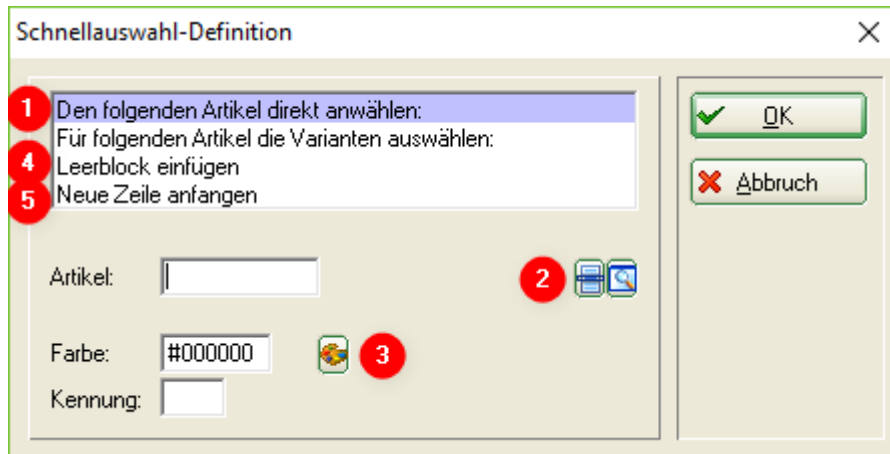 Schnellauswahl-Definition
1 Den folgenden Artikel direkt anwählen:
Für folgenden Artikel die Varianten auswählen:
4 Leerblock einfügen
5 Neue Zeile anfangen
OK
Abbruch
Artikel: 2
Farbe: #000000 3
Kennung: